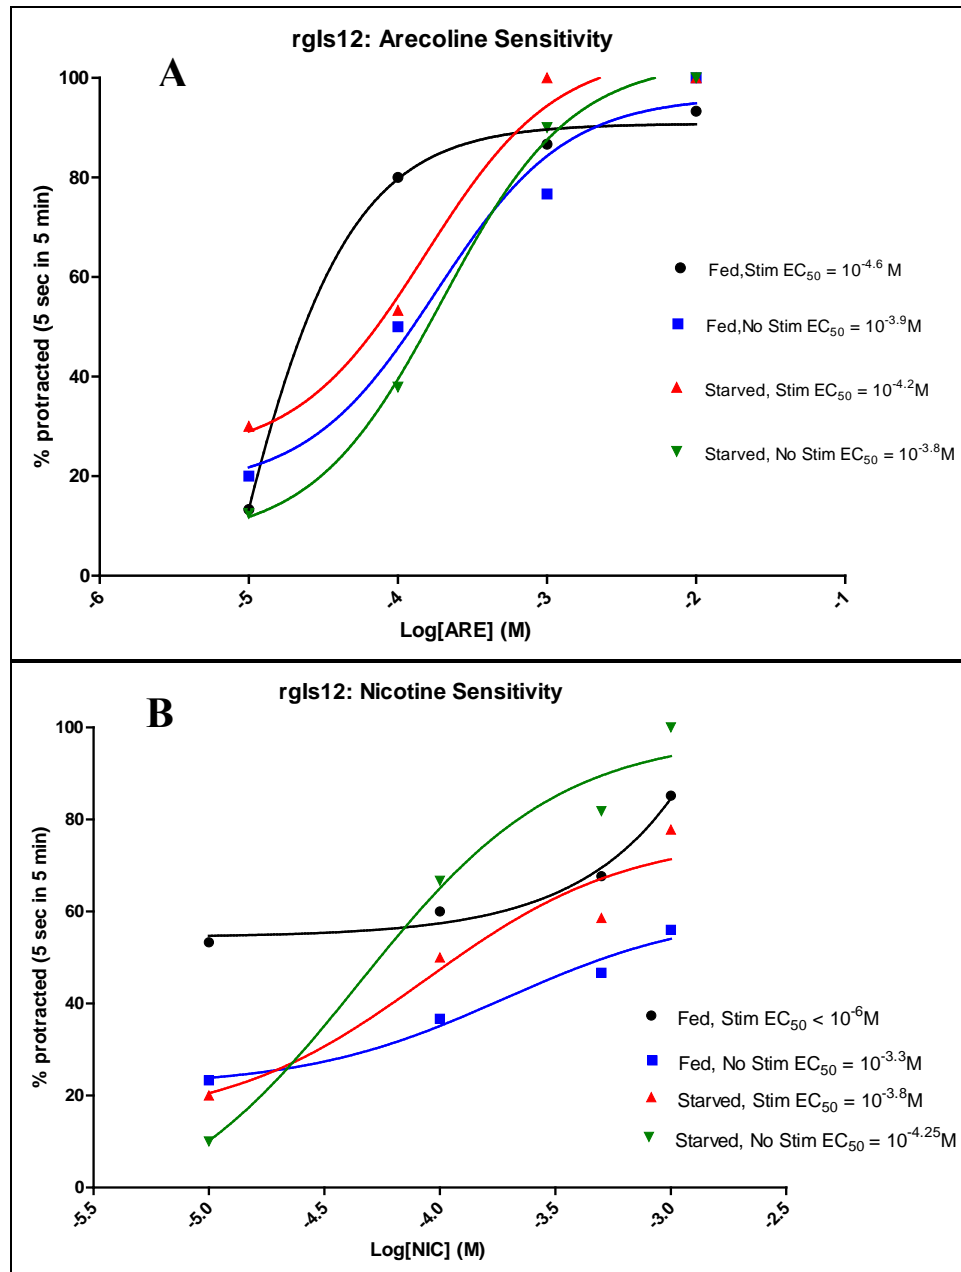 rgls12: Arecoline Sensitivity
A
% protracted (5 sec in 5 min)
100
80
60
40
20
0
-6
-5
-4
-3
-2
-1
Log[ARE] (M)
Fed,Stim EC50 = 10^-4.6 M
Fed,No Stim EC50 = 10^-3.9M
Starved, Stim EC50 = 10^-4.2M
Starved, No Stim EC50 = 10^-3.8M
rgls12: Nicotine Sensitivity
B
% protracted (5 sec in 5 min)
100
80
60
40
20
0
-5.5
-5.0
-4.5
-4.0
-3.5
-3.0
-2.5
Log[NIC] (M)
Fed, Stim EC50 < 10^-6M
Fed, No Stim EC50 = 10^-3.3M
Starved, Stim EC50 = 10^-3.8M
Starved, No Stim EC50 = 10^-4.25M